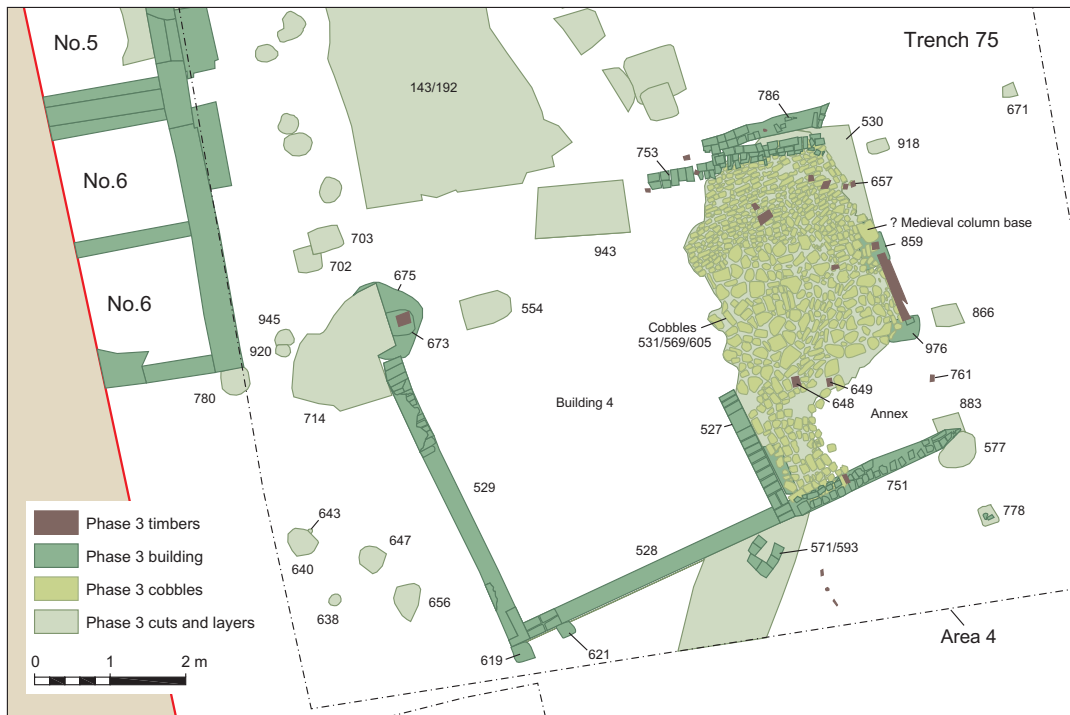 No.5
Trench 75
143/192
786
530
671
918
753
657
No.6
? Medieval column base
703
859
943
702
675
No.6
554
866
945
Cobbles
531/569/605
673
976
920
761
649
780
648
Building 4
Annex
883
714
527
577
529
751
Phase 3 timbers
643
778
Phase 3 building
528
571/593
647
640
Phase 3 cobbles
638
656
Phase 3 cuts and layers
Area 4
621
619
0 1 2 m